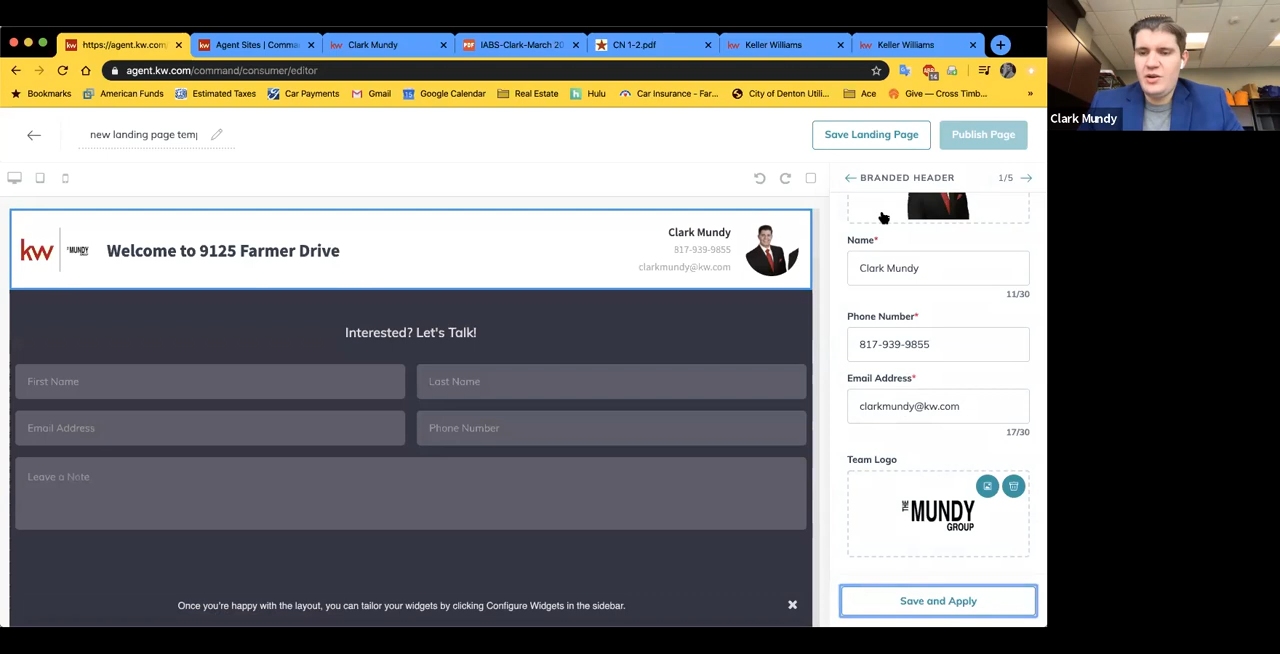 https://agent.kw.com
Agent Sites | Comma
Clark Mundy
IABS-Clark-March 20
CN 1-2.pdf
Keller Williams
Keller Williams
agent.kw.com/command/consumer/editor
14
Bookmarks
American Funds
Estimated Taxes
Car Payments
Gmail
Google Calendar
Real Estate
Hulu
Car Insurance - Far...
City of Denton Utili...
Ace
Give — Cross Timb...
»
Clark Mundy
new landing page temp
Save Landing Page
Publish Page
BRANDED HEADER
1/5
kw
THE MUNDY
Welcome to 9125 Farmer Drive
Clark Mundy
817-939-9855
clarkmundy@kw.com
Interested? Let's Talk!
First Name
Last Name
Email Address
Phone Number
Leave a Note
Once you're happy with the layout, you can tailor your widgets by clicking Configure Widgets in the sidebar.
Name*
Clark Mundy
11/30
Phone Number*
817-939-9855
Email Address*
clarkmundy@kw.com
17/30
Team Logo
THE MUNDY
GROUP
Save and Apply